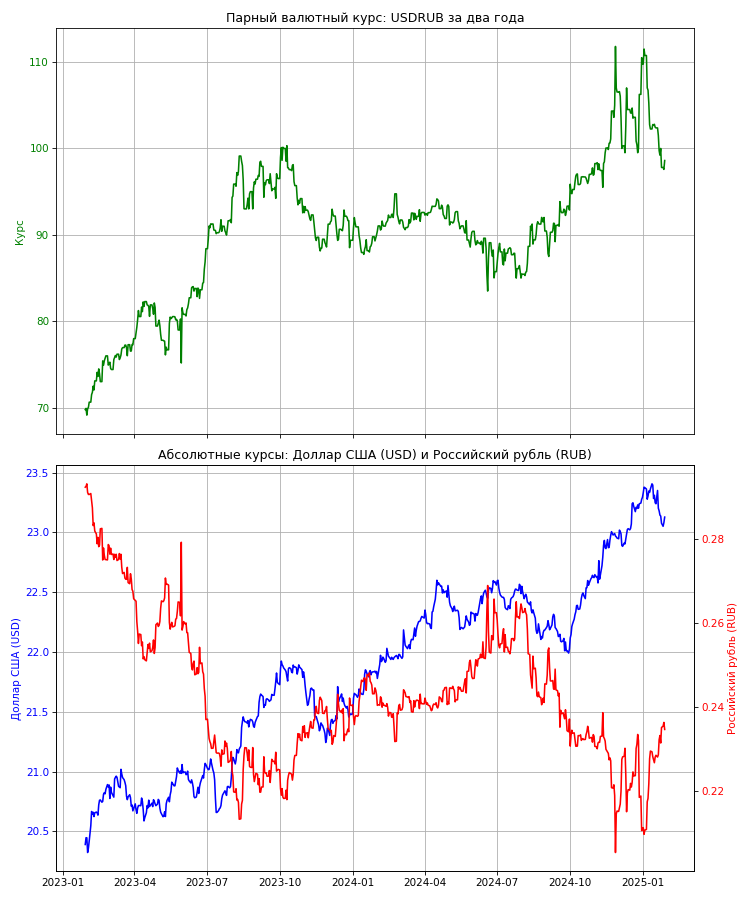 Парный валютный курс: USDRUB за два года
110
100
90
80
70
Курс
Абсолютные курсы: Доллар США (USD) и Российский рубль (RUB)
23.5
23.0
22.5
22.0
21.5
21.0
20.5
Доллар США (USD)
0.28
0.26
0.24
0.22
Российский рубль (RUB)
2023-01 2023-04 2023-07 2023-10 2024-01 2024-04 2024-07 2024-10 2025-01